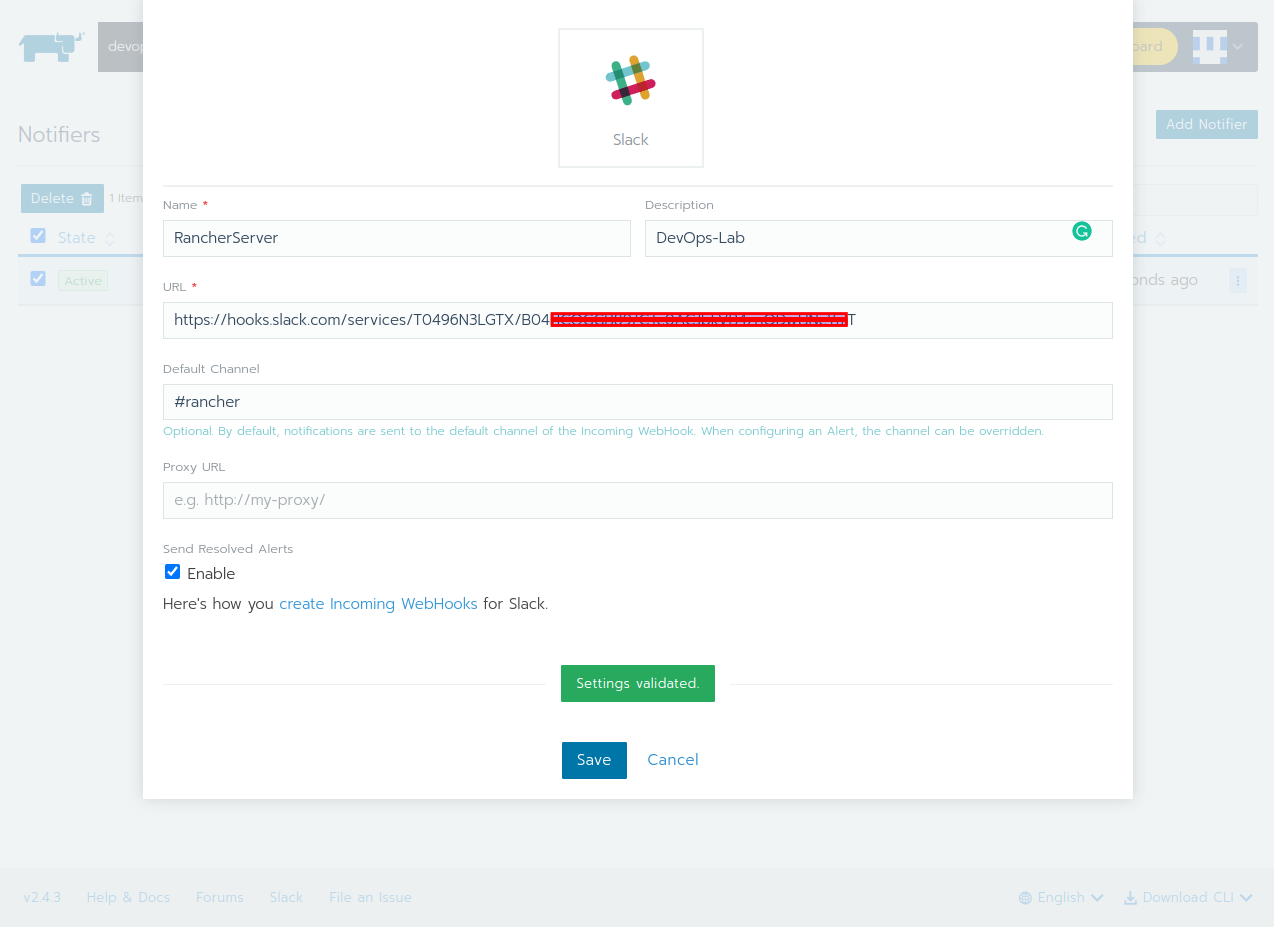 devop
board
Slack
Notifiers
Add Notifier
Delete
1 Item
Name *
Description
State
RancherServer
DevOps-Lab
ed
Active
onds ago
URL *
https://hooks.slack.com/services/T0496N3LGTX/B04
T
Default Channel
#rancher
Optional. By default, notifications are sent to the default channel of the Incoming WebHook. When configuring an Alert, the channel can be overridden.
Proxy URL
e.g. http://my-proxy/
Send Resolved Alerts
Enable
Here's how you create Incoming WebHooks for Slack.
Settings validated.
Save Cancel
v2.4.3 Help & Docs Forums Slack File an Issue English Download CLI